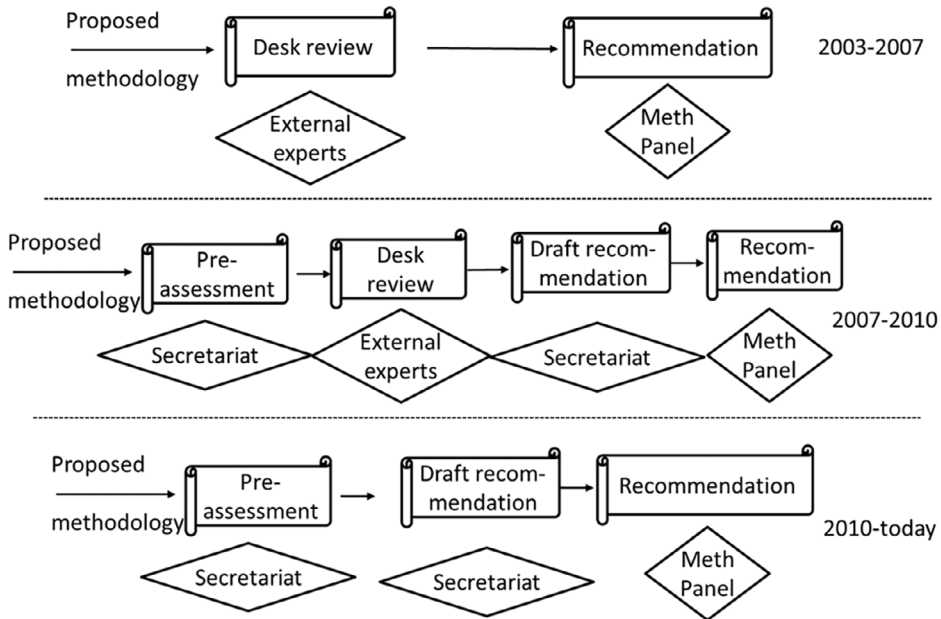 Proposed
methodology
Desk review
Recommendation
2003-2007
External
experts
Meth
Panel
Proposed
methodology
Pre-
assessment
Desk
review
Draft recom-
mendation
Recom-
mendation
2007-2010
Secretariat
External
experts
Secretariat
Meth
Panel
Proposed
methodology
Pre-
assessment
Draft recom-
mendation
Recommendation
2010-today
Secretariat
Secretariat
Meth
Panel